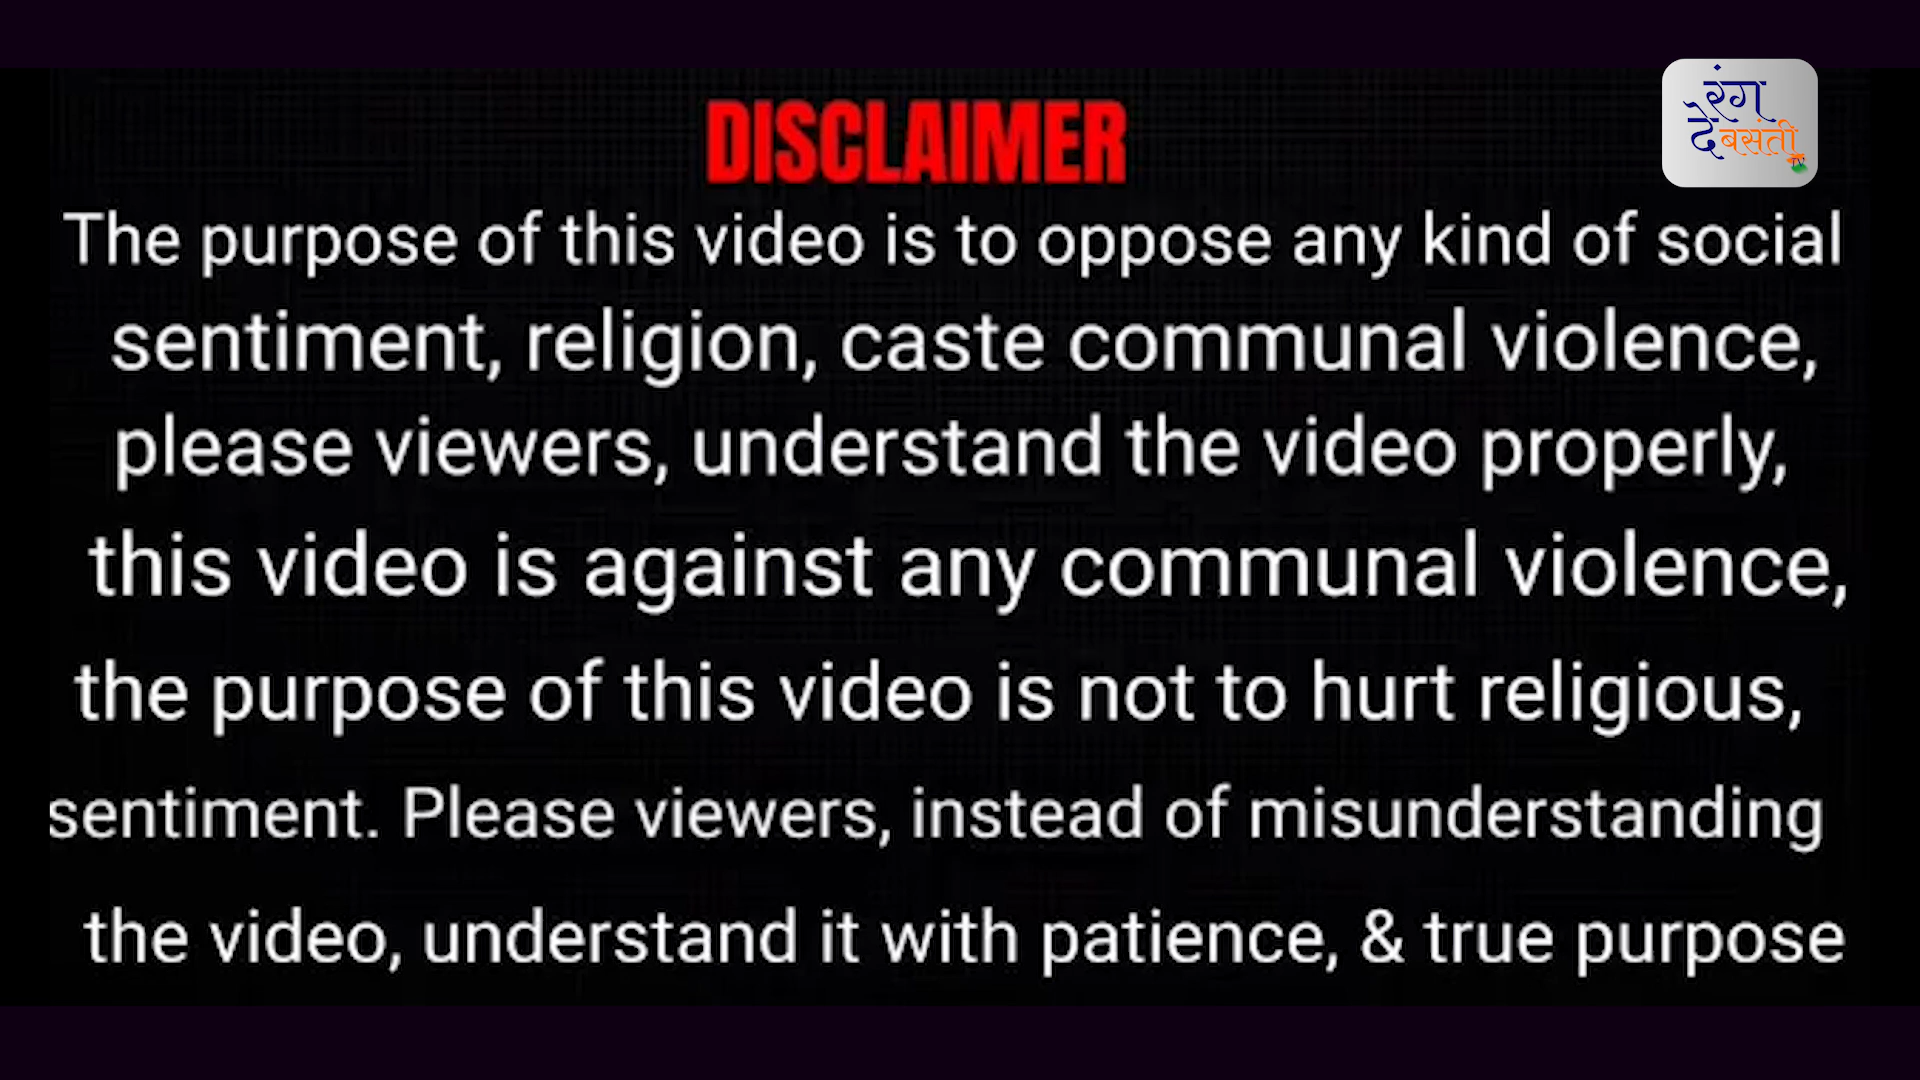 DISCLAIMER
रंग
दे बसंती
The purpose of this video is to oppose any kind of social
sentiment, religion, caste communal violence,
please viewers, understand the video properly,
this video is against any communal violence,
the purpose of this video is not to hurt religious,
sentiment. Please viewers, instead of misunderstanding
the video, understand it with patience, & true purpose